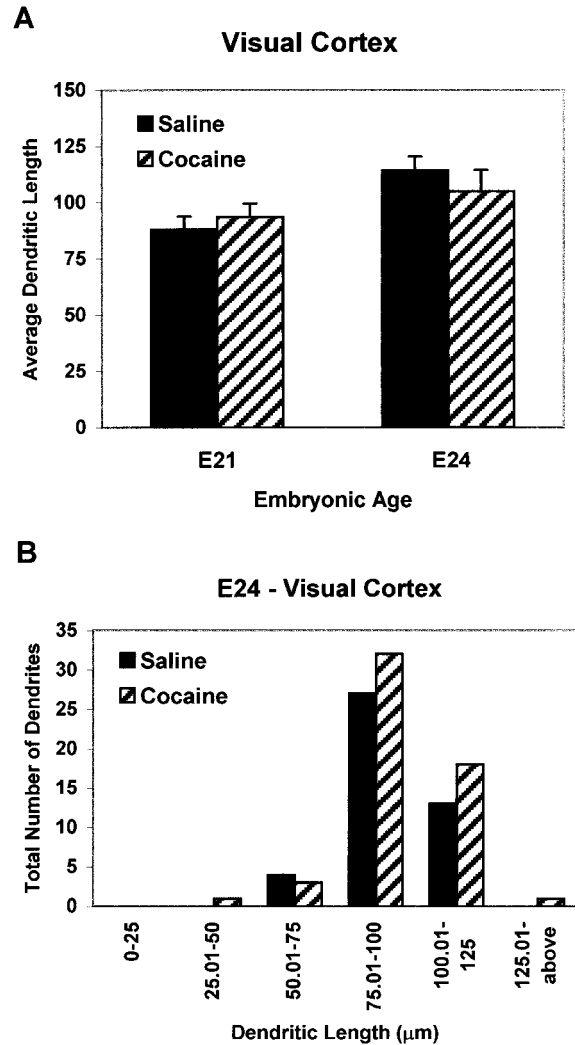 A
Visual Cortex
Average Dendritic Length
150
125
100
75
50
25
0
Saline
Cocaine
E21
E24
Embryonic Age
B
E24 - Visual Cortex
Total Number of Dendrites
35
30
25
20
15
10
5
0
Saline
Cocaine
0-25
25.01-50
50.01-75
75.01-100
100.01-
125
125.01-
above
Dendritic Length (μm)